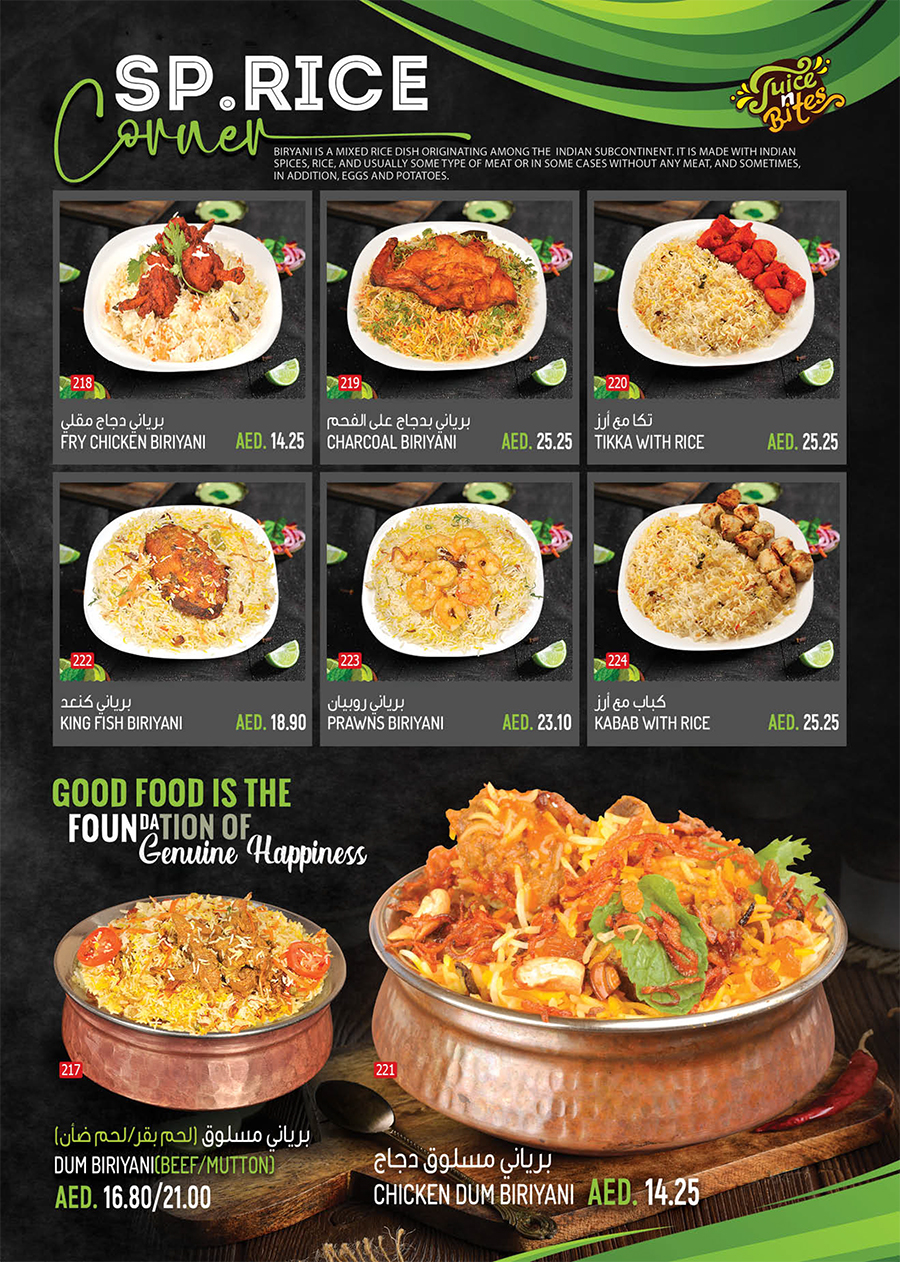 SP.RICE
Corner
Juice
n
Bites
BIRYANI IS A MIXED RICE DISH ORIGINATING AMONG THE INDIAN SUBCONTINENT. IT IS MADE WITH INDIAN
SPICES, RICE, AND USUALLY SOME TYPE OF MEAT OR IN SOME CASES WITHOUT ANY MEAT, AND SOMETIMES,
IN ADDITION, EGGS AND POTATOES.
218
برياني دجاج مقلي
FRY CHICKEN BIRIYANI AED. 14.25
219
برياني بدجاج على الفحم
CHARCOAL BIRIYANI AED. 25.25
220
تكا مع أرز
TIKKA WITH RICE AED. 25.25
222
برياني كنعد
KING FISH BIRIYANI AED. 18.90
223
برياني روبيان
PRAWNS BIRIYANI AED. 23.10
224
كباب مع أرز
KABAB WITH RICE AED. 25.25
GOOD FOOD IS THE
FOUNDATION OF
Genuine Happiness
217
برياني مسلوق (لحم بقر/لحم ضأن)
DUM BIRIYANI(BEEF/MUTTON)
AED. 16.80/21.00
221
برياني مسلوق دجاج
CHICKEN DUM BIRIYANI AED. 14.25